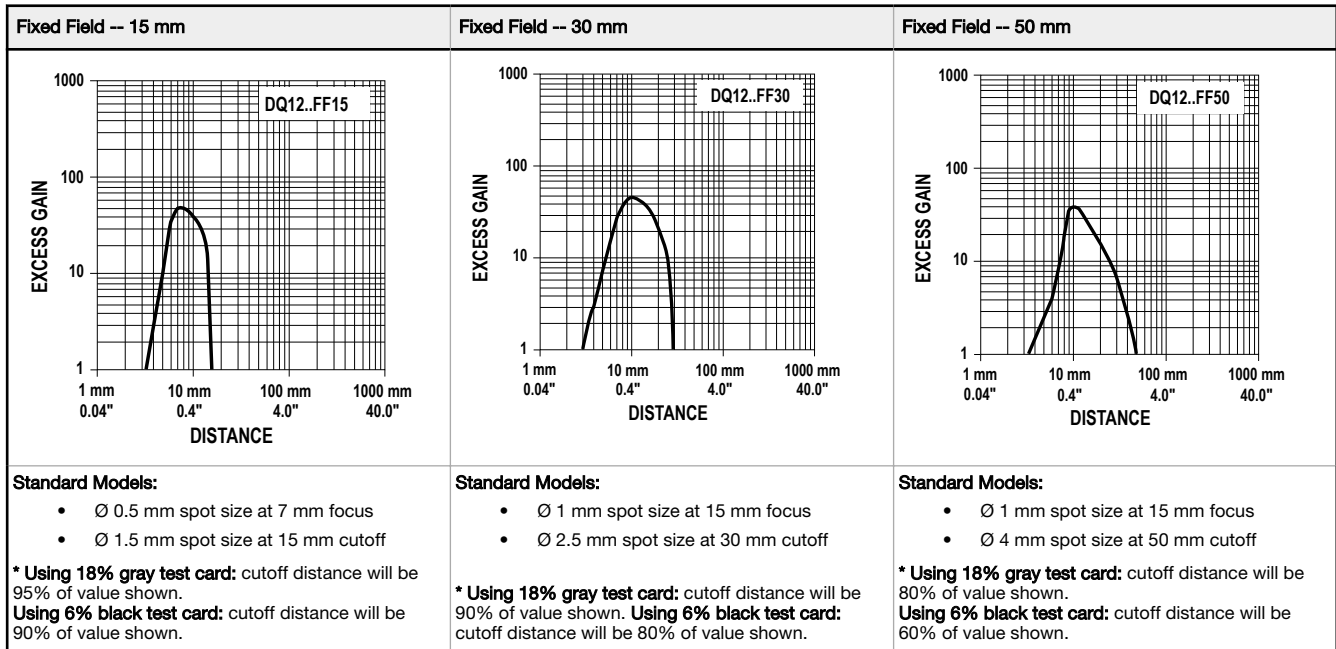 Fixed Field -- 15 mm
1000
100
10
1
EXCESS GAIN
DQ12..FF15
1 mm
0.04"
10 mm
0.4"
100 mm
4.0"
1000 mm
40.0"
DISTANCE
Standard Models:
• Ø 0.5 mm spot size at 7 mm focus
• Ø 1.5 mm spot size at 15 mm cutoff
* Using 18% gray test card: cutoff distance will be
95% of value shown.
Using 6% black test card: cutoff distance will be
90% of value shown.
Fixed Field -- 30 mm
1000
100
10
1
EXCESS GAIN
DQ12..FF30
1 mm
0.04"
10 mm
0.4"
100 mm
4.0"
1000 mm
40.0"
DISTANCE
Standard Models:
• Ø 1 mm spot size at 15 mm focus
• Ø 2.5 mm spot size at 30 mm cutoff
* Using 18% gray test card: cutoff distance will be
90% of value shown. Using 6% black test card:
cutoff distance will be 80% of value shown.
Fixed Field -- 50 mm
1000
100
10
1
EXCESS GAIN
DQ12..FF50
1 mm
0.04"
10 mm
0.4"
100 mm
4.0"
1000 mm
40.0"
DISTANCE
Standard Models:
• Ø 1 mm spot size at 15 mm focus
• Ø 4 mm spot size at 50 mm cutoff
* Using 18% gray test card: cutoff distance will be
80% of value shown.
Using 6% black test card: cutoff distance will be
60% of value shown.